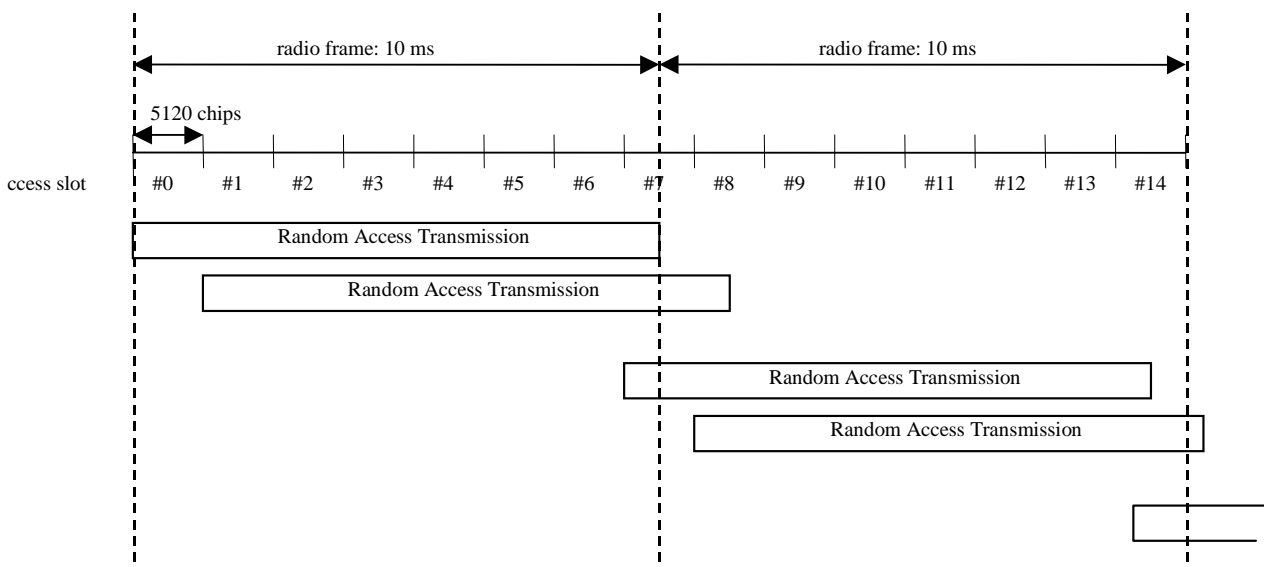 radio frame: 10 ms radio frame: 10 ms
5120 chips
ccess slot #0 #1 #2 #3 #4 #5 #6 #7 #8 #9 #10 #11 #12 #13 #14
Random Access Transmission
Random Access Transmission
Random Access Transmission
Random Access Transmission